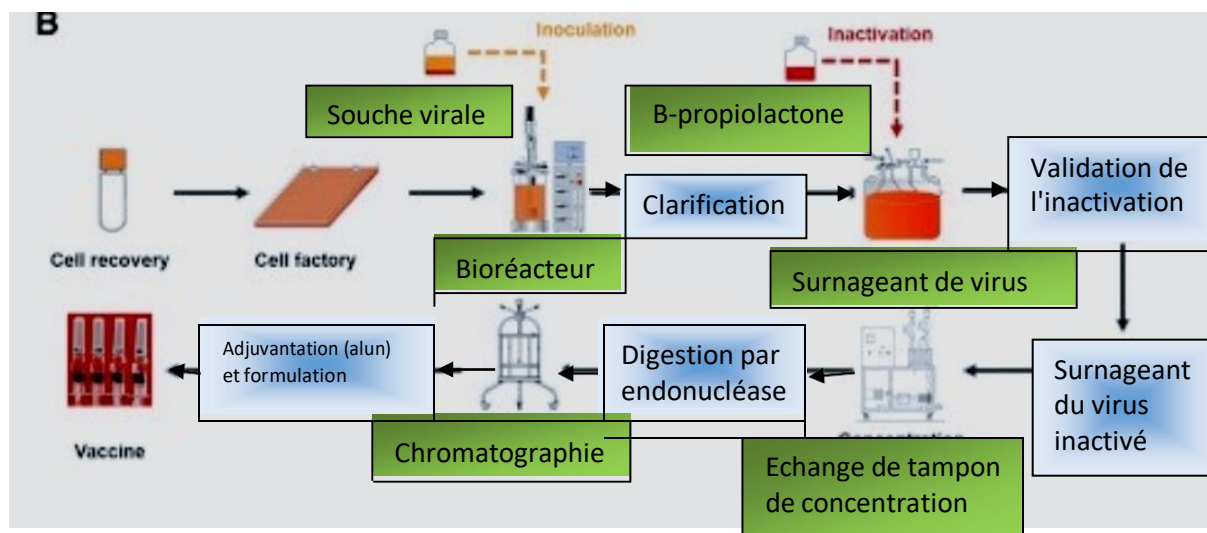 B
Inoculation
Inactivation
Souche virale
B-propiolactone
Validation de
l'inactivation
Clarification
Cell recovery
Cell factory
Bioréacteur
Surnageant de virus
Adjuvantation (alun)
et formulation
Digestion par
endonucléase
Surnageant
du virus
inactivé
Vaccine
Chromatographie
Concentration
Echange de tampon
de concentration